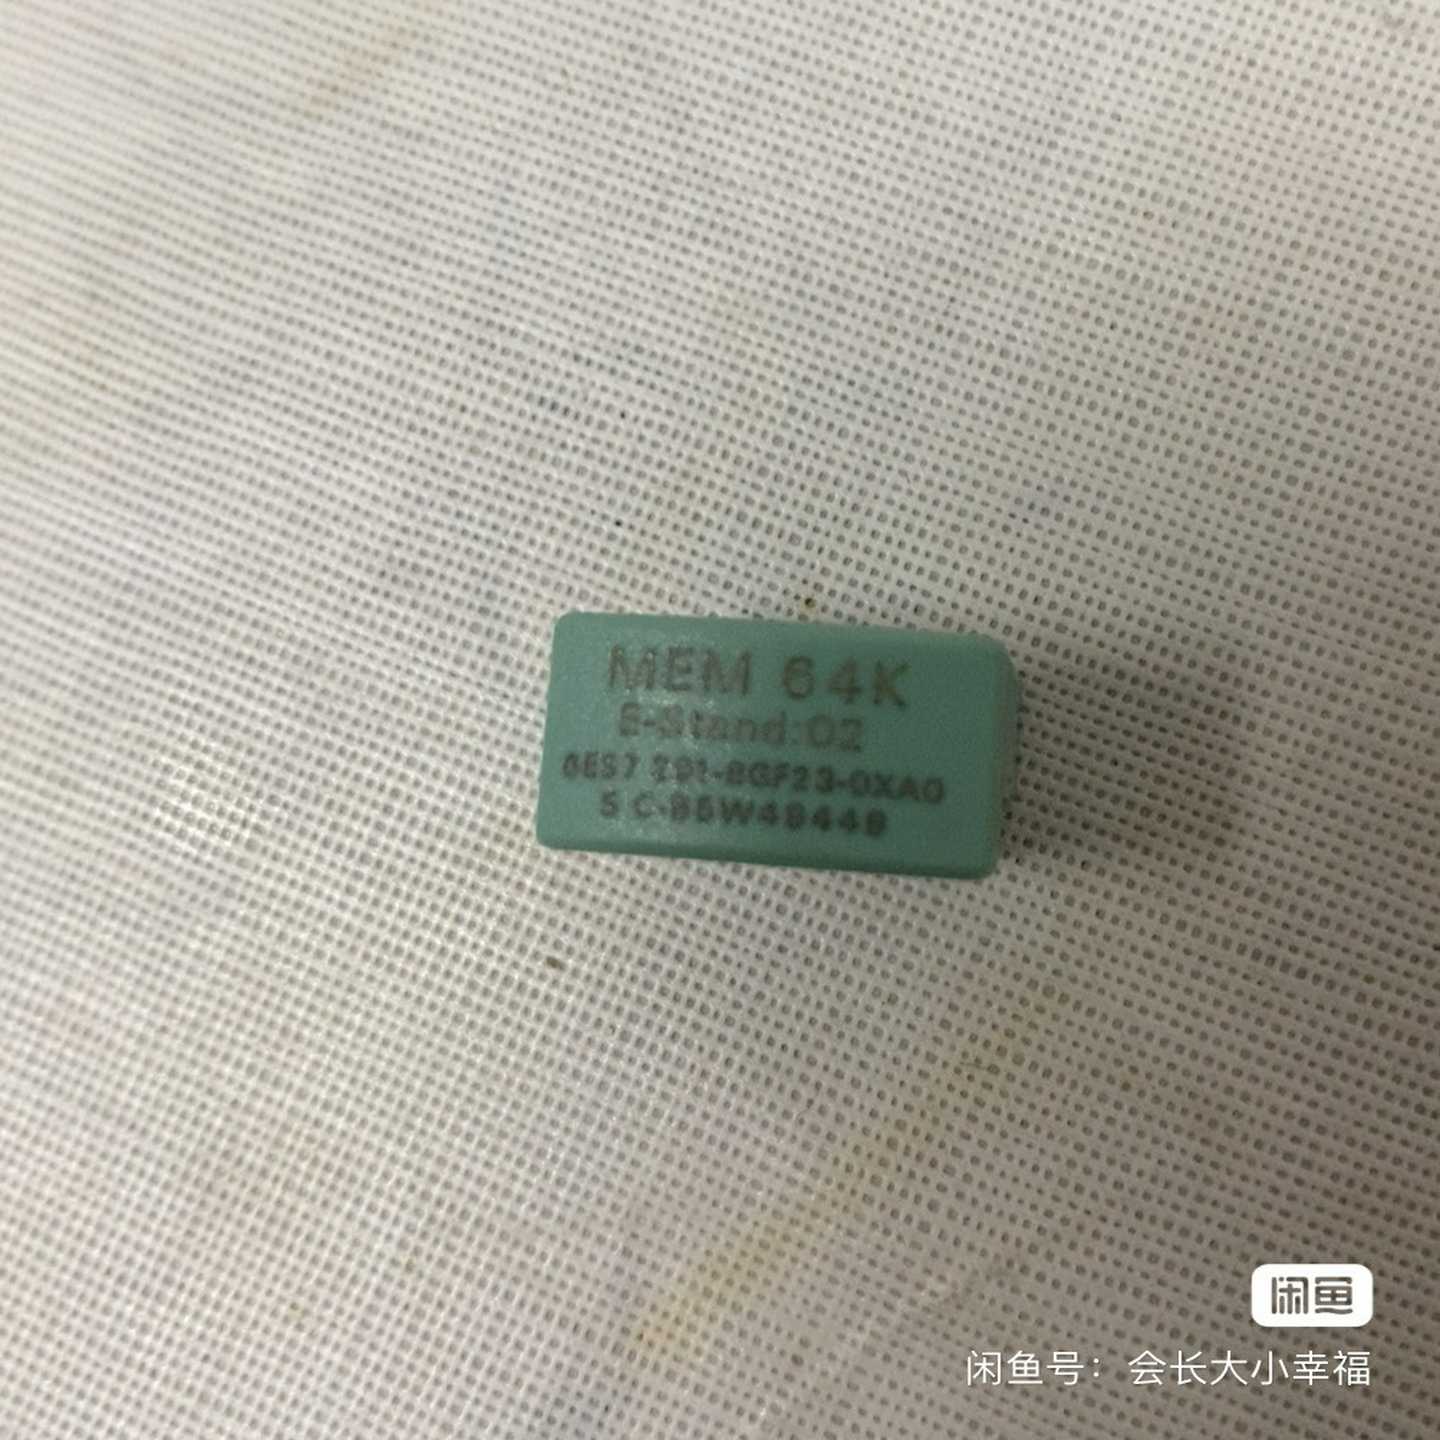 MEM 64K
E-Stand:02
6ES7 291-8GF23-0XA0
S C-
闲鱼
闲鱼号：会长大小幸福